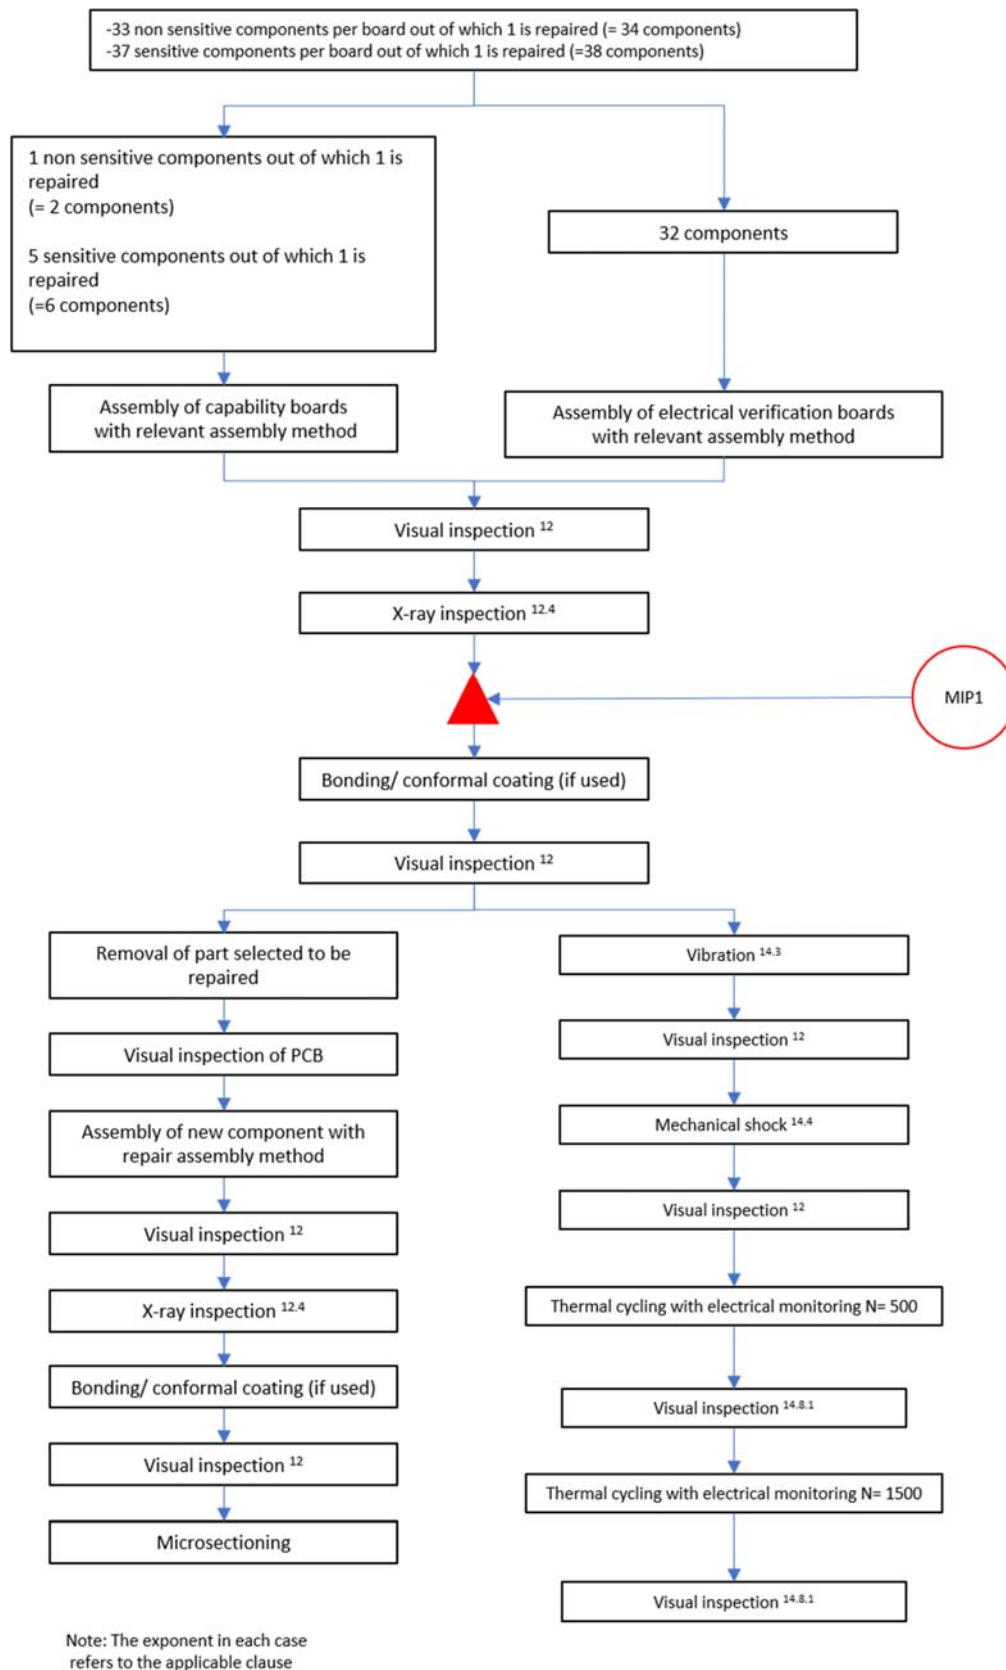 -33 non sensitive components per board out of which 1 is repaired (= 34 components)
-37 sensitive components per board out of which 1 is repaired (=38 components)
1 non sensitive components out of which 1 is
repaired
(= 2 components)
5 sensitive components out of which 1 is
repaired
(=6 components)
32 components
Assembly of capability boards
with relevant assembly method
Assembly of electrical verification boards
with relevant assembly method
Visual inspection 12
X-ray inspection 12.4
MIP1
Bonding/ conformal coating (if used)
Visual inspection 12
Removal of part selected to be
repaired
Visual inspection of PCB
Assembly of new component with
repair assembly method
Visual inspection 12
X-ray inspection 12.4
Bonding/ conformal coating (if used)
Visual inspection 12
Microsectioning
Vibration 14.3
Visual inspection 12
Mechanical shock 14.4
Visual inspection 12
Thermal cycling with electrical monitoring N= 500
Visual inspection 14.8.1
Thermal cycling with electrical monitoring N= 1500
Visual inspection 14.8.1
Note: The exponent in each case
refers to the applicable clause